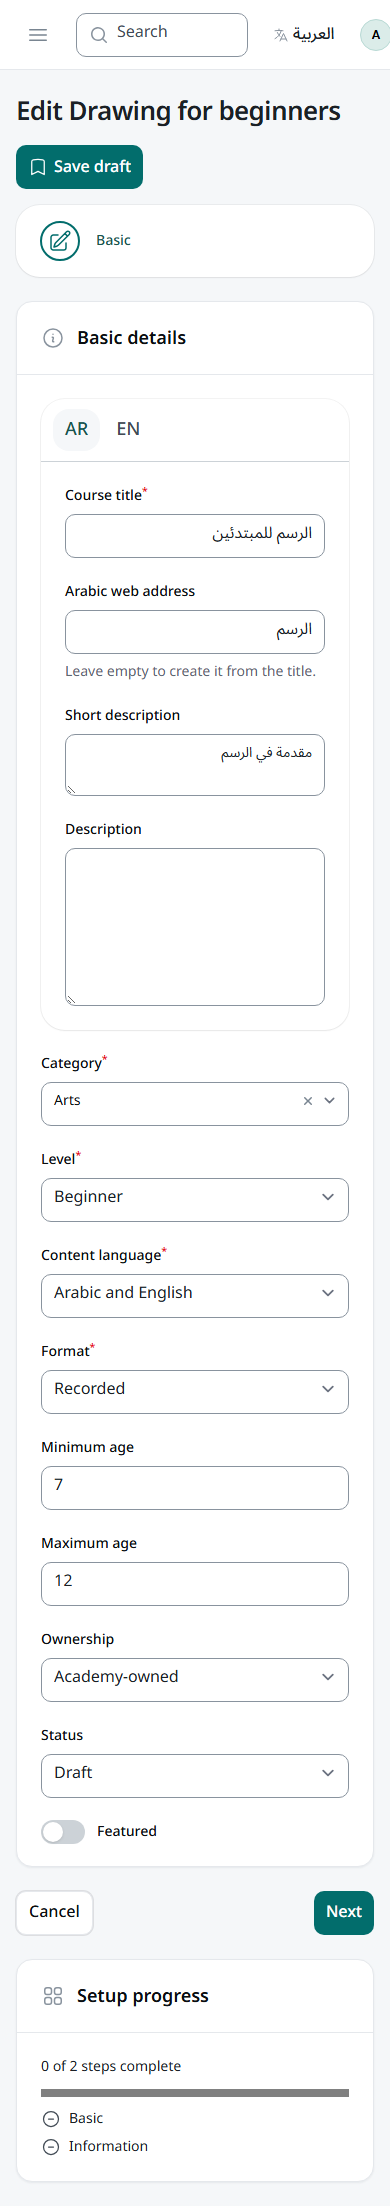 Search
العربية
A
Edit Drawing for beginners
Save draft
Basic
Basic details
AR
EN
Course title*
الرسم للمبتدئين
Arabic web address
الرسم
Leave empty to create it from the title.
Short description
مقدمة في الرسم
Description
Category*
Arts
Level*
Beginner
Content language*
Arabic and English
Format*
Recorded
Minimum age
7
Maximum age
12
Ownership
Academy-owned
Status
Draft
Featured
Cancel
Next
Setup progress
0 of 2 steps complete
Basic
Information